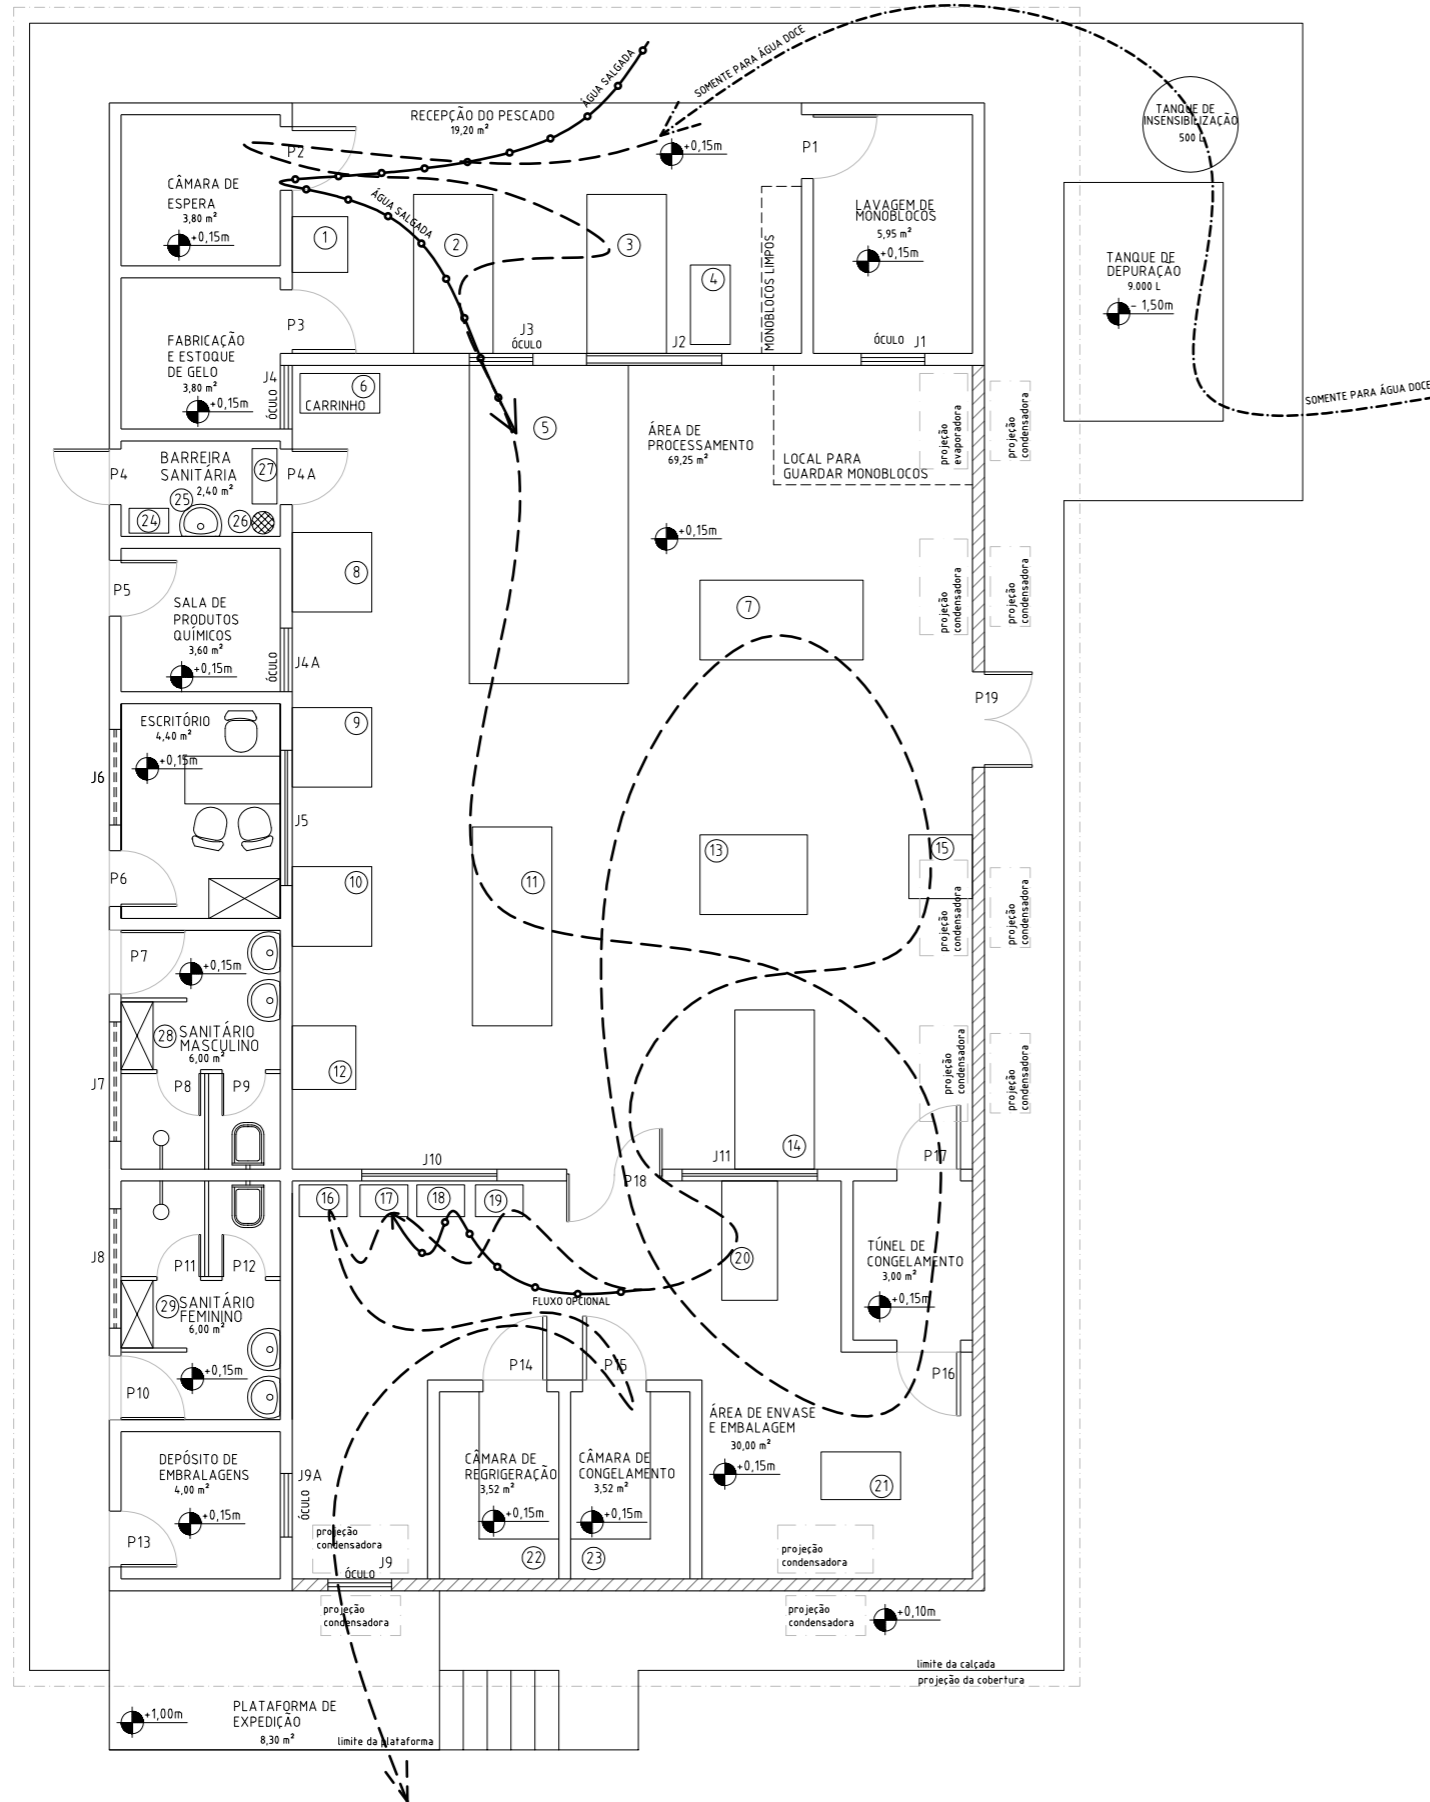 SOMENTE PARA ÁGUA DOCE
ÁGUA SALGADA
RECEPÇÃO DO PESCADO
19,20 m²
+0,15m
P1
P2
TANQUE DE
INSENSIBILIZAÇÃO
500 L
CÂMARA DE
ESPERA
3,80 m²
+0,15m
ÁGUA SALGADA
1
2
3
4
MONOBLOCOS LIMPOS
LAVAGEM DE
MONOBLOCOS
5,95 m²
+0,15m
TANQUE DE
DEPURAÇÃO
9.000 L
- 1,50m
P3
J3
ÓCULO
J2
ÓCULO
J1
FABRICAÇÃO
E ESTOQUE
DE GELO
3,80 m²
+0,15m
J4
ÓCULO
6
CARRINHO
5
ÁREA DE
PROCESSAMENTO
69,25 m²
+0,15m
LOCAL PARA
GUARDAR MONOBLOCOS
projeção
evaporadora
projeção
condensadora
SOMENTE PARA ÁGUA DOCE
P4
BARREIRA
SANITÁRIA
2,40 m²
27
P4A
24
25
26
8
P5
SALA DE
PRODUTOS
QUÍMICOS
3,60 m²
+0,15m
ÓCULO
J4A
7
projeção
condensadora
projeção
condensadora
P19
ESCRITÓRIO
4,40 m²
+0,15m
J6
J5
9
P6
10
11
13
15
projeção
condensadora
projeção
condensadora
P7
+0,15m
28
SANITÁRIO
MASCULINO
6,00 m²
J7
P8
P9
12
14
projeção
condensadora
projeção
condensadora
J10
P18
J11
P17
16
17
18
19
20
FLUXO OPCIONAL
TÚNEL DE
CONGELAMENTO
3,00 m²
+0,15m
J8
P11
P12
29
SANITÁRIO
FEMININO
6,00 m²
+0,15m
P10
P14
P15
P16
ÁREA DE ENVASE
E EMBALAGEM
30,00 m²
+0,15m
21
DEPÓSITO DE
EMBRALAGENS
4,00 m²
+0,15m
P13
J9A
ÓCULO
CÂMARA DE
REGRIGERAÇÃO
3,52 m²
+0,15m
22
CÂMARA DE
CONGELAMENTO
3,52 m²
+0,15m
23
projeção
condensadora
J9
ÓCULO
projeção
condensadora
projeção
condensadora
projeção
condensadora
+0,10m
limite da calçada
projeção da cobertura
+1,00m
PLATAFORMA DE
EXPEDIÇÃO
8,30 m²
limite da plataforma